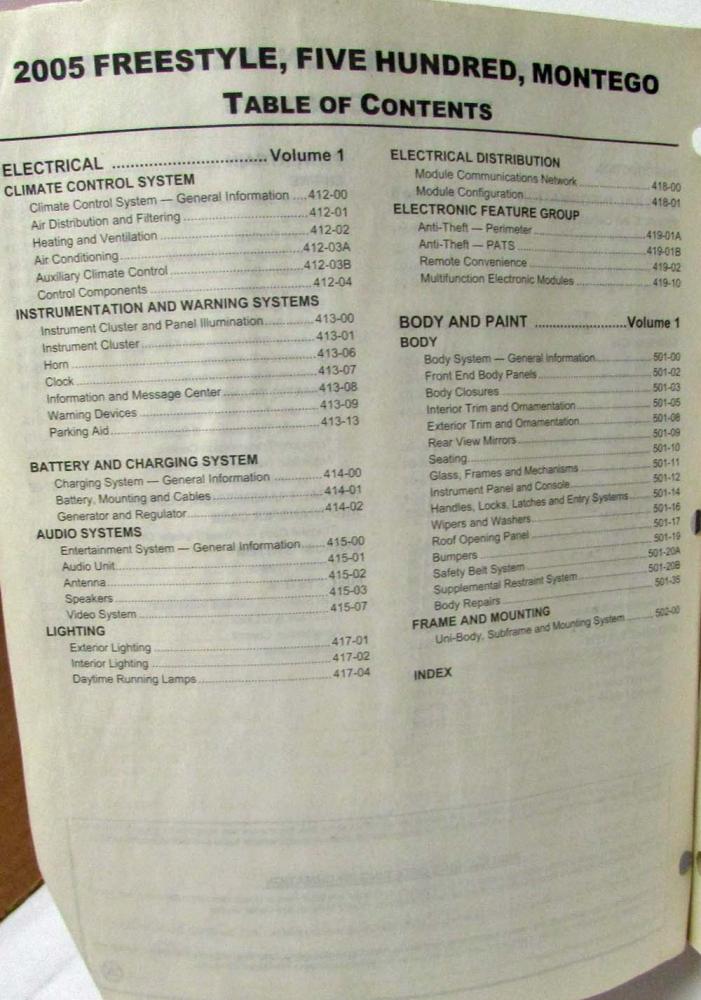 2005 FREESTYLE, FIVE HUNDRED, MONTEGO
TABLE OF CONTENTS
ELECTRICAL ................................ Volume 1
CLIMATE CONTROL SYSTEM
Climate Control System — General Information ....412-00
Air Distribution and Filtering ....412-01
Heating and Ventilation ....412-02
Air Conditioning ....412-03A
Auxiliary Climate Control ....412-03B
Control Components ....412-04
INSTRUMENTATION AND WARNING SYSTEMS
Instrument Cluster and Panel Illumination ....413-00
Instrument Cluster ....413-01
Horn ....413-06
Clock ....413-07
Information and Message Center ....413-08
Warning Devices ....413-09
Parking Aid ....413-13
BATTERY AND CHARGING SYSTEM
Charging System — General Information ....414-00
Battery, Mounting and Cables ....414-01
Generator and Regulator ....414-02
AUDIO SYSTEMS
Entertainment System — General Information ....415-00
Audio Unit ....415-01
Antenna ....415-02
Speakers ....415-03
Video System ....415-07
LIGHTING
Exterior Lighting ....417-01
Interior Lighting ....417-02
Daytime Running Lamps ....417-04
ELECTRICAL DISTRIBUTION
Module Communications Network ....418-00
Module Configuration ....418-01
ELECTRONIC FEATURE GROUP
Anti-Theft — Perimeter ....419-01A
Anti-Theft — PATS ....419-01B
Remote Convenience ....419-02
Multifunction Electronic Modules ....419-10
BODY AND PAINT ........................Volume 1
BODY
Body System — General Information ....501-00
Front End Body Panels ....501-02
Body Closures ....501-03
Interior Trim and Ornamentation ....501-05
Exterior Trim and Ornamentation ....501-08
Rear View Mirrors ....501-09
Seating ....501-10
Glass, Frames and Mechanisms ....501-11
Instrument Panel and Console ....501-12
Handles, Locks, Latches and Entry Systems ....501-14
Wipers and Washers ....501-16
Roof Opening Panel ....501-17
Bumpers ....501-19
Safety Belt System ....501-20A
Supplemental Restraint System ....501-20B
Body Repairs ....501-35
FRAME AND MOUNTING
Uni-Body, Subframe and Mounting System ....502-00
INDEX